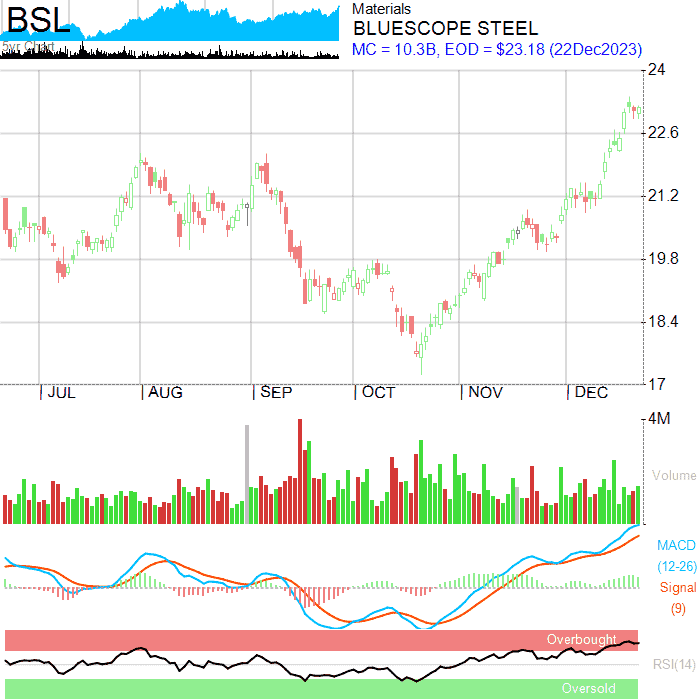 BSL
5yr Chart
Materials
BLUESCOPE STEEL
MC = 10.3B, EOD = $23.18 (22Dec2023)
24
22.6
21.2
19.8
18.4
17
JUL AUG SEP OCT NOV DEC
4M
Volume
MACD
(12-26)
Signal
(9)
Overbought
RSI(14)
Oversold